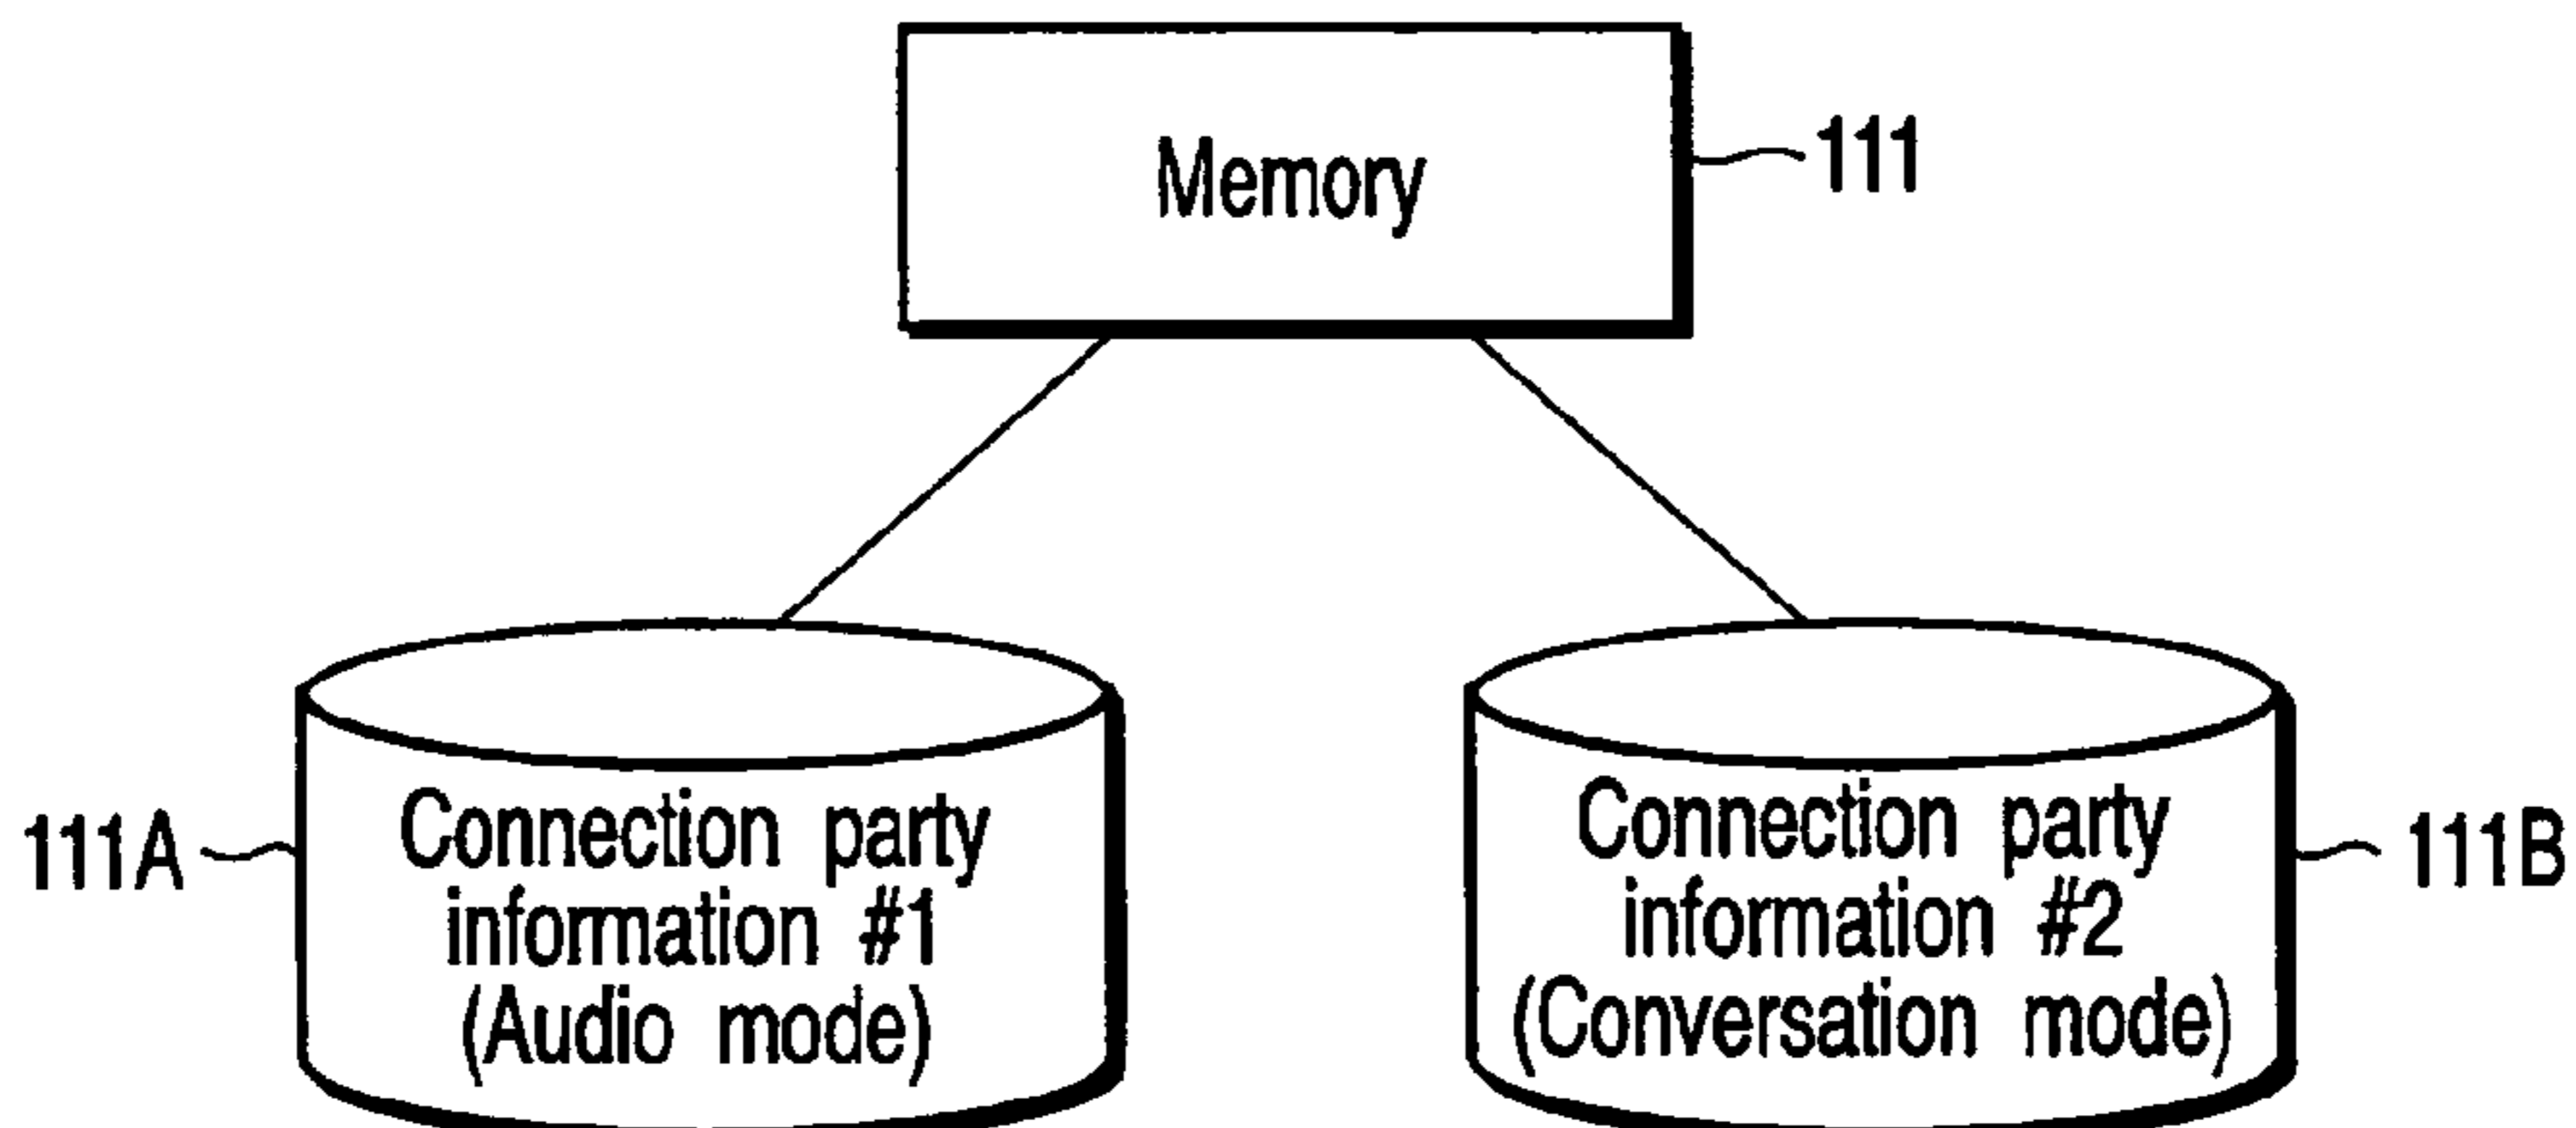 Memory
111
111A
Connection party
information #1
(Audio mode)
Connection party
information #2
(Conversation mode)
111B